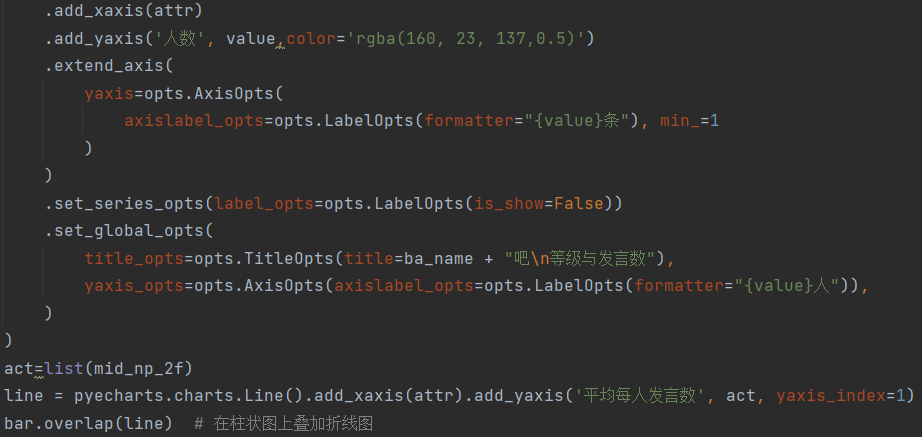 .add_xaxis(attr)
.add_yaxis('人数', value,color='rgba(160, 23, 137,0.5)')
.extend_axis(
yaxis=opts.AxisOpts(
axislabel_opts=opts.LabelOpts(formatter="{value}条"), min_=1
)
)
.set_series_opts(label_opts=opts.LabelOpts(is_show=False))
.set_global_opts(
title_opts=opts.TitleOpts(title=ba_name + "吧\n等级与发言数"),
yaxis_opts=opts.AxisOpts(axislabel_opts=opts.LabelOpts(formatter="{value}人")),
)
)
act=list(mid_np_2f)
line = pyecharts.charts.Line().add_xaxis(attr).add_yaxis('平均每人发言数', act, yaxis_index=1)
bar.overlap(line)  # 在柱状图上叠加折线图